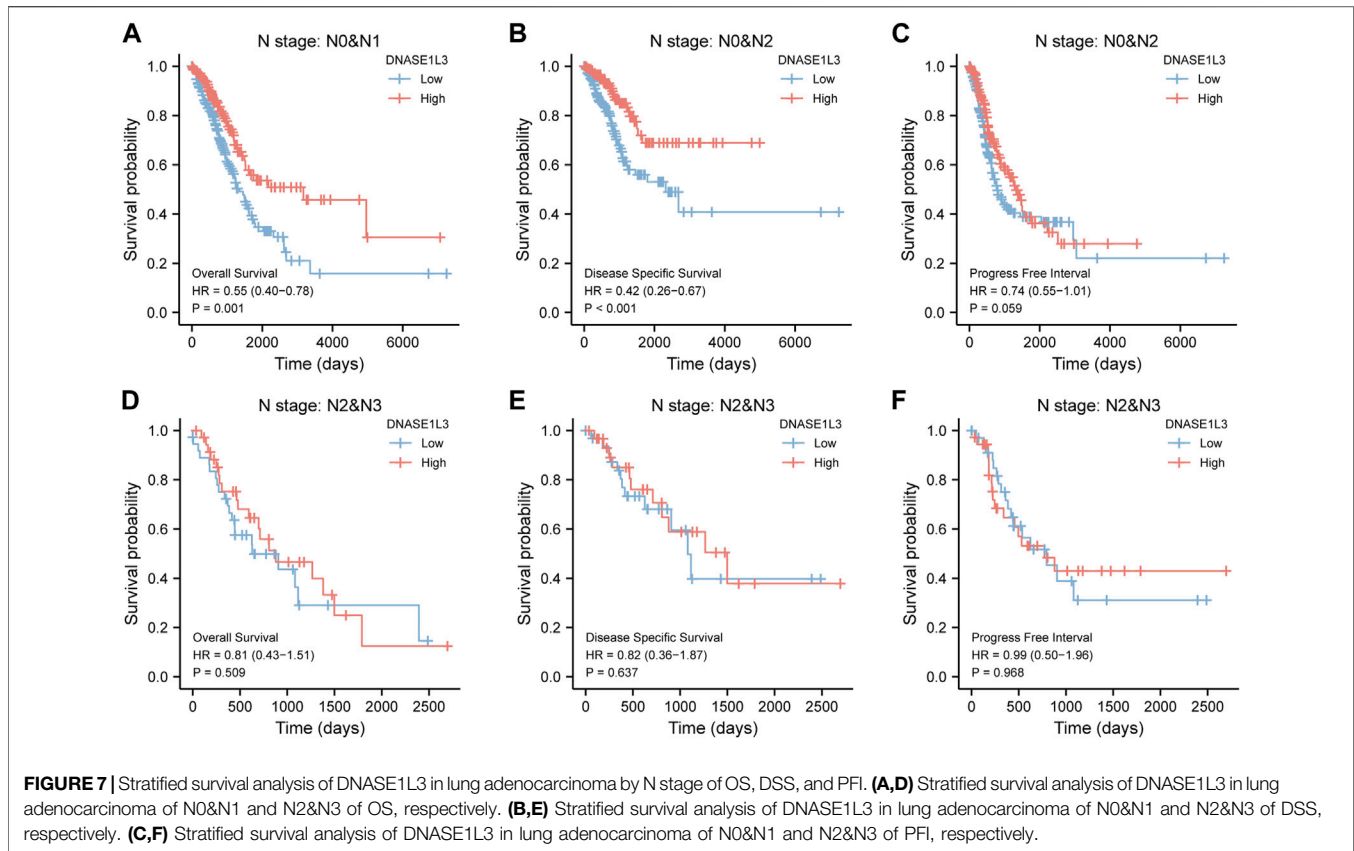 A
N stage: N0&N1
DNASE1L3
Low
High
1.0
0.8
0.6
0.4
0.2
0.0
Survival probability
Overall Survival
HR = 0.55 (0.40−0.78)
P = 0.001
0 2000 4000 6000
Time (days)
B
N stage: N0&N2
DNASE1L3
Low
High
1.0
0.8
0.6
0.4
0.2
0.0
Survival probability
Disease Specific Survival
HR = 0.42 (0.26−0.67)
P < 0.001
0 2000 4000 6000
Time (days)
C
N stage: N0&N2
DNASE1L3
Low
High
1.0
0.8
0.6
0.4
0.2
0.0
Survival probability
Progress Free Interval
HR = 0.74 (0.55−1.01)
P = 0.059
0 2000 4000 6000
Time (days)
D
N stage: N2&N3
DNASE1L3
Low
High
1.0
0.8
0.6
0.4
0.2
0.0
Survival probability
Overall Survival
HR = 0.81 (0.43−1.51)
P = 0.509
0 500 1000 1500 2000 2500
Time (days)
E
N stage: N2&N3
DNASE1L3
Low
High
1.0
0.8
0.6
0.4
0.2
0.0
Survival probability
Disease Specific Survival
HR = 0.82 (0.36−1.87)
P = 0.637
0 500 1000 1500 2000 2500
Time (days)
F
N stage: N2&N3
DNASE1L3
Low
High
1.0
0.8
0.6
0.4
0.2
0.0
Survival probability
Progress Free Interval
HR = 0.99 (0.50−1.96)
P = 0.968
0 500 1000 1500 2000 2500
Time (days)
FIGURE 7 | Stratified survival analysis of DNASE1L3 in lung adenocarcinoma by N stage of OS, DSS, and PFI. (A,D) Stratified survival analysis of DNASE1L3 in lung
adenocarcinoma of N0&N1 and N2&N3 of OS, respectively. (B,E) Stratified survival analysis of DNASE1L3 in lung adenocarcinoma of N0&N1 and N2&N3 of DSS,
respectively. (C,F) Stratified survival analysis of DNASE1L3 in lung adenocarcinoma of N0&N1 and N2&N3 of PFI, respectively.